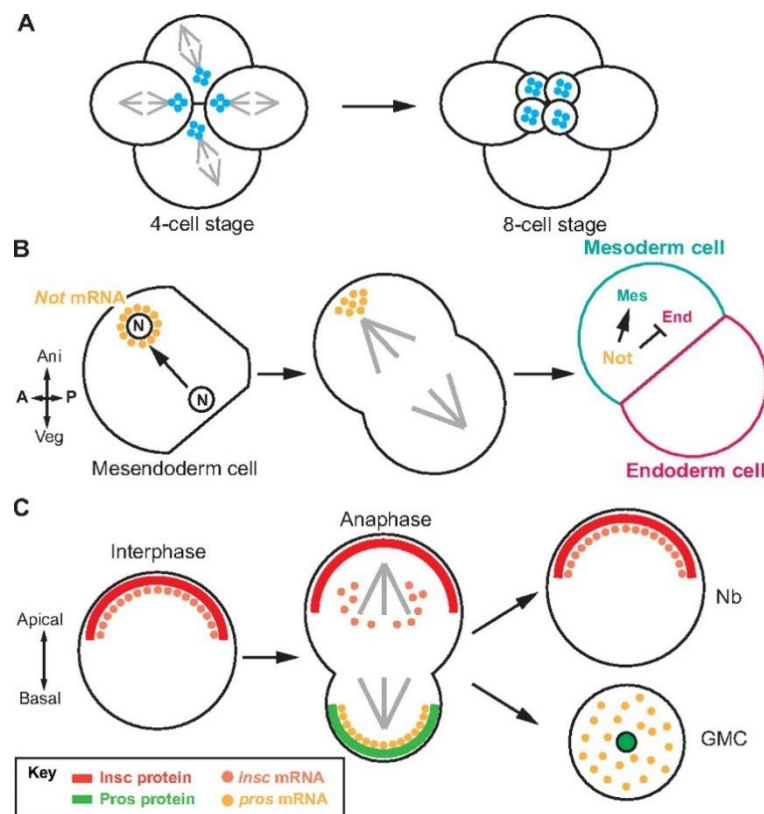 A
4-cell stage
8-cell stage
B
Not mRNA
N
N
Ani
A P
Veg
Mesendoderm cell
Mesoderm cell
Mes
End
Not
Endoderm cell
C
Interphase
Anaphase
Apical
Basal
Nb
GMC
Key
Insc protein
insc mRNA
Pros protein
pros mRNA